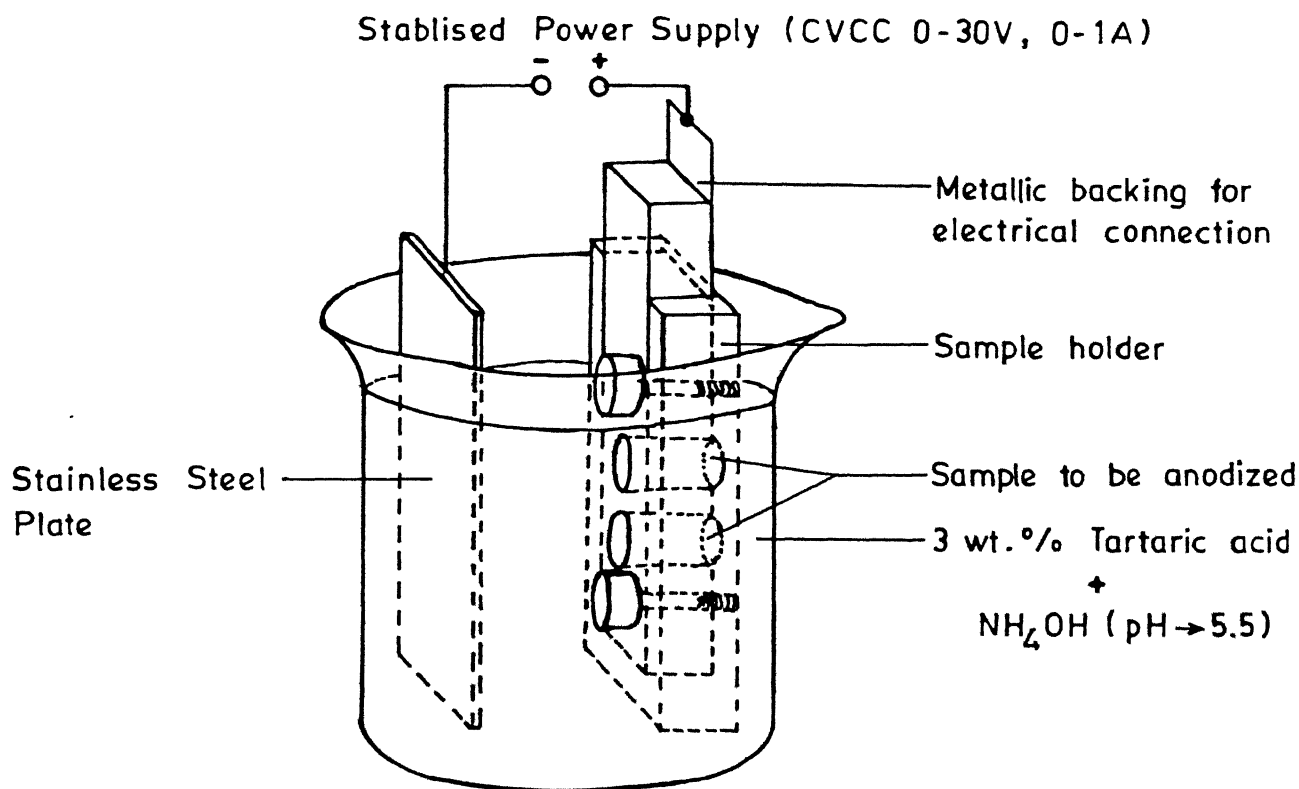 Stablised Power Supply (CVCC 0-30V, 0-1A)
- +
Metallic backing for
electrical connection
Sample holder
Stainless Steel
Plate
Sample to be anodized
3 wt.% Tartaric acid
+
NH₄OH (pH→5.5)